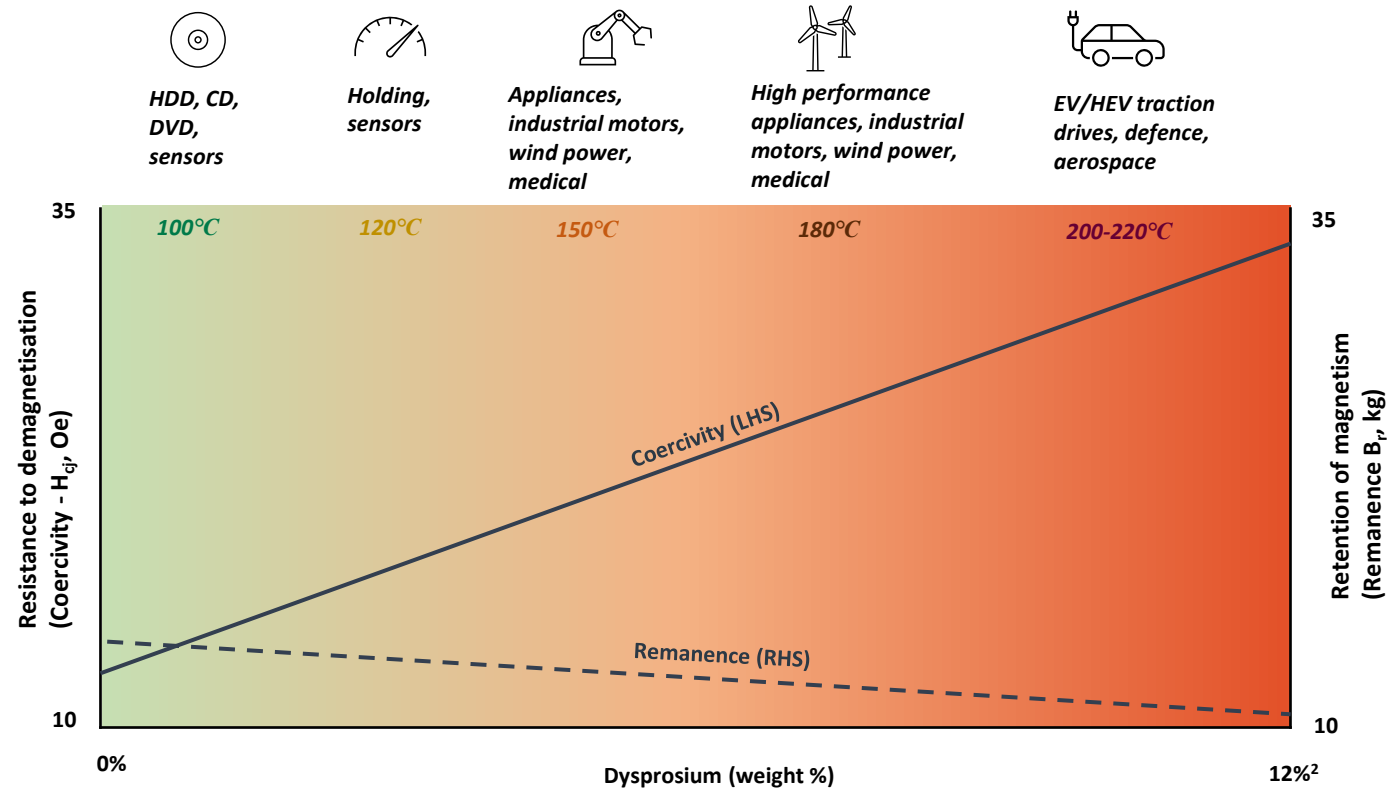 HDD, CD,
DVD,
sensors
Holding,
sensors
Appliances,
industrial motors,
wind power,
medical
High performance
appliances, industrial
motors, wind power,
medical
EV/HEV traction
drives, defence,
aerospace
35
100°C
120°C
150°C
180°C
200-220°C
35
Resistance to demagnetisation
(Coercivity - Hcj, Oe)
Coercivity (LHS)
Remanence (RHS)
Retention of magnetism
(Remanence Br, kg)
10
10
0%
Dysprosium (weight %)
12%²